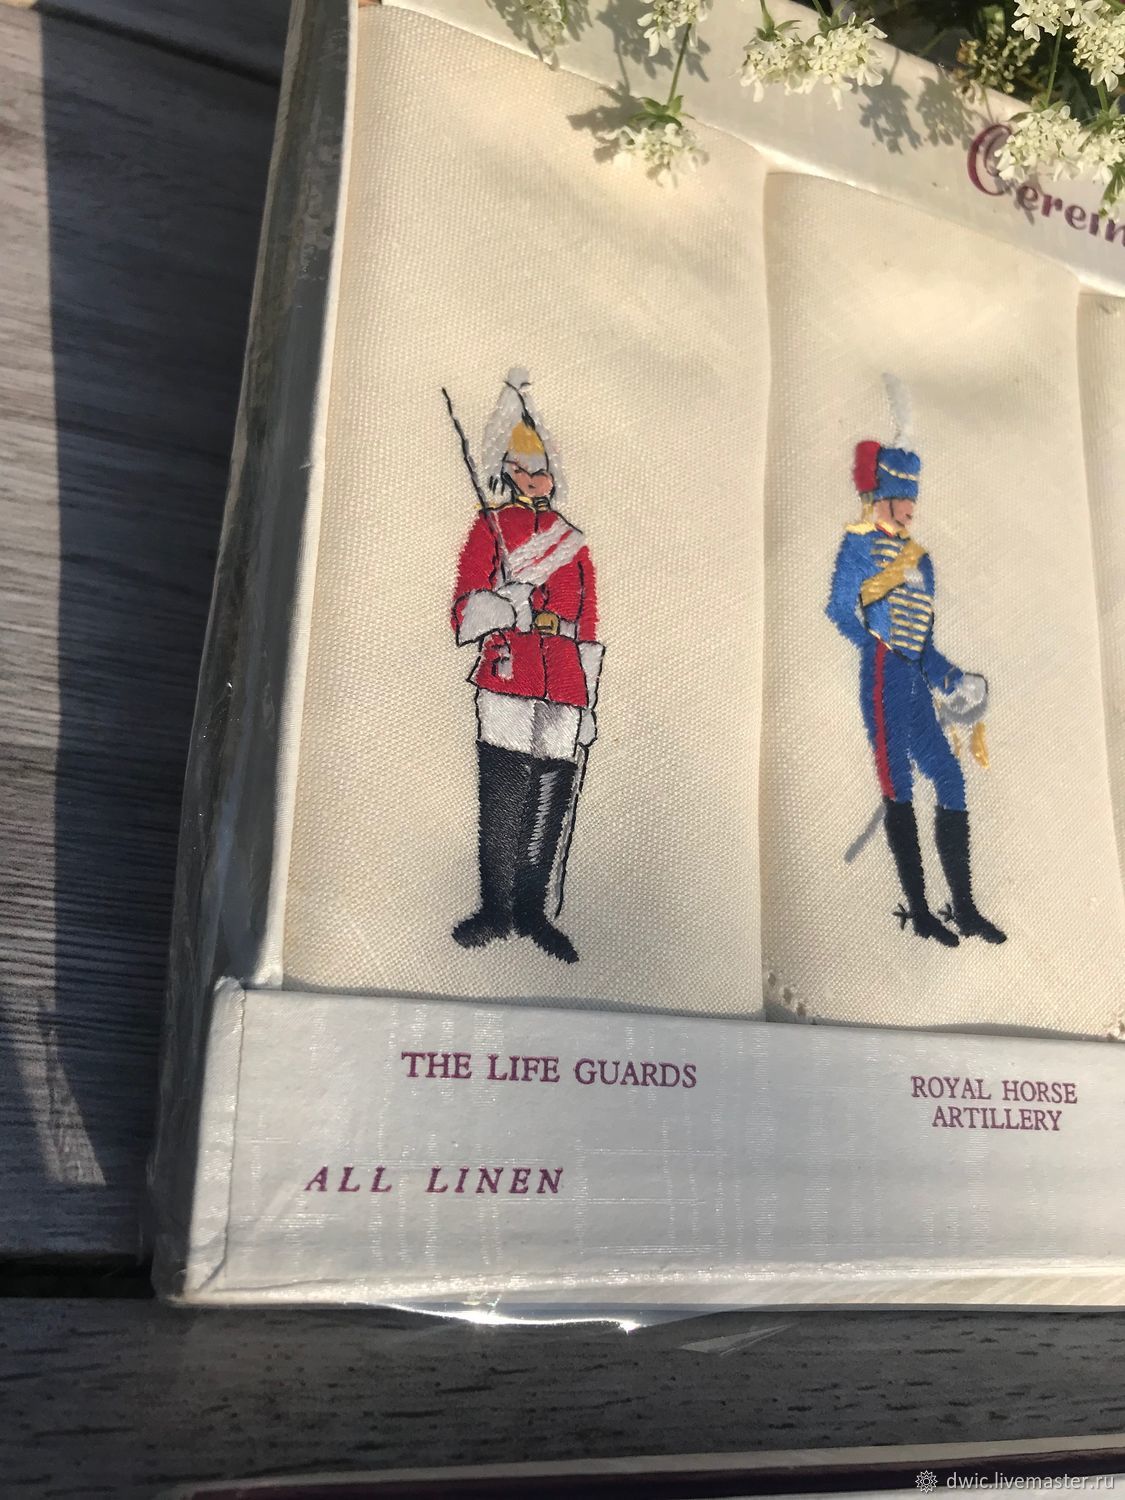 THE LIFE GUARDS
ROYAL HORSE
ARTILLERY
ALL LINEN
dwic.livemaster.ru